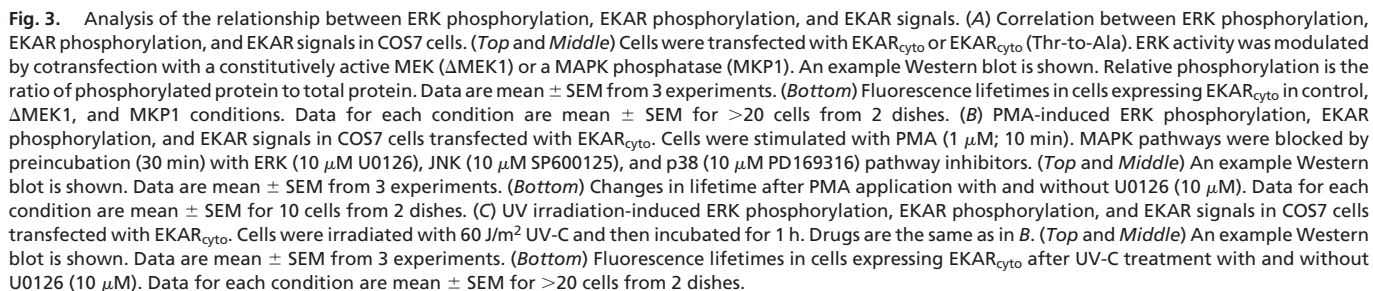 Fig. 3. Analysis of the relationship between ERK phosphorylation, EKAR phosphorylation, and EKAR signals. (A) Correlation between ERK phosphorylation,
EKAR phosphorylation, and EKAR signals in COS7 cells. (Top and Middle) Cells were transfected with EKARcyto or EKARcyto (Thr-to-Ala). ERK activity was modulated
by cotransfection with a constitutively active MEK (ΔMEK1) or a MAPK phosphatase (MKP1). An example Western blot is shown. Relative phosphorylation is the
ratio of phosphorylated protein to total protein. Data are mean ± SEM from 3 experiments. (Bottom) Fluorescence lifetimes in cells expressing EKARcyto in control,
ΔMEK1, and MKP1 conditions. Data for each condition are mean ± SEM for >20 cells from 2 dishes. (B) PMA-induced ERK phosphorylation, EKAR
phosphorylation, and EKAR signals in COS7 cells transfected with EKARcyto. Cells were stimulated with PMA (1 μM; 10 min). MAPK pathways were blocked by
preincubation (30 min) with ERK (10 μM U0126), JNK (10 μM SP600125), and p38 (10 μM PD169316) pathway inhibitors. (Top and Middle) An example Western
blot is shown. Data are mean ± SEM from 3 experiments. (Bottom) Changes in lifetime after PMA application with and without U0126 (10 μM). Data for each
condition are mean ± SEM for 10 cells from 2 dishes. (C) UV irradiation-induced ERK phosphorylation, EKAR phosphorylation, and EKAR signals in COS7 cells
transfected with EKARcyto. Cells were irradiated with 60 J/m² UV-C and then incubated for 1 h. Drugs are the same as in B. (Top and Middle) An example Western
blot is shown. Data are mean ± SEM from 3 experiments. (Bottom) Fluorescence lifetimes in cells expressing EKARcyto after UV-C treatment with and without
U0126 (10 μM). Data for each condition are mean ± SEM for >20 cells from 2 dishes.